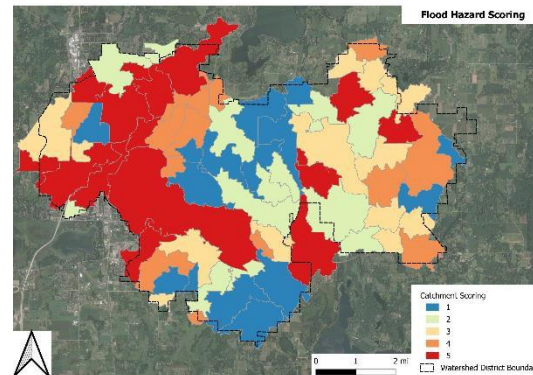 Flood Hazard Scoring
Catchment Scoring
1
2
3
4
5
Watershed District Bounda
0 1 2 mi